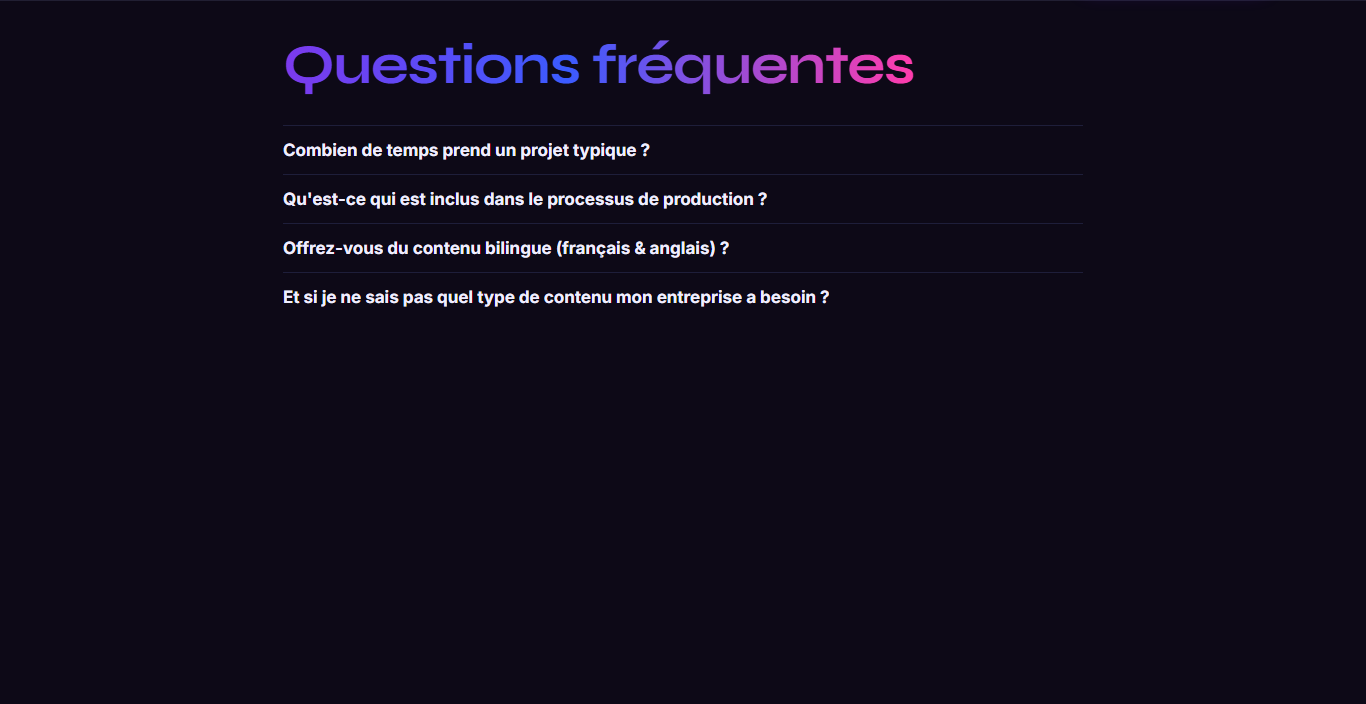 Questions fréquentes
Combien de temps prend un projet typique ?
Qu'est-ce qui est inclus dans le processus de production ?
Offrez-vous du contenu bilingue (français & anglais) ?
Et si je ne sais pas quel type de contenu mon entreprise a besoin ?